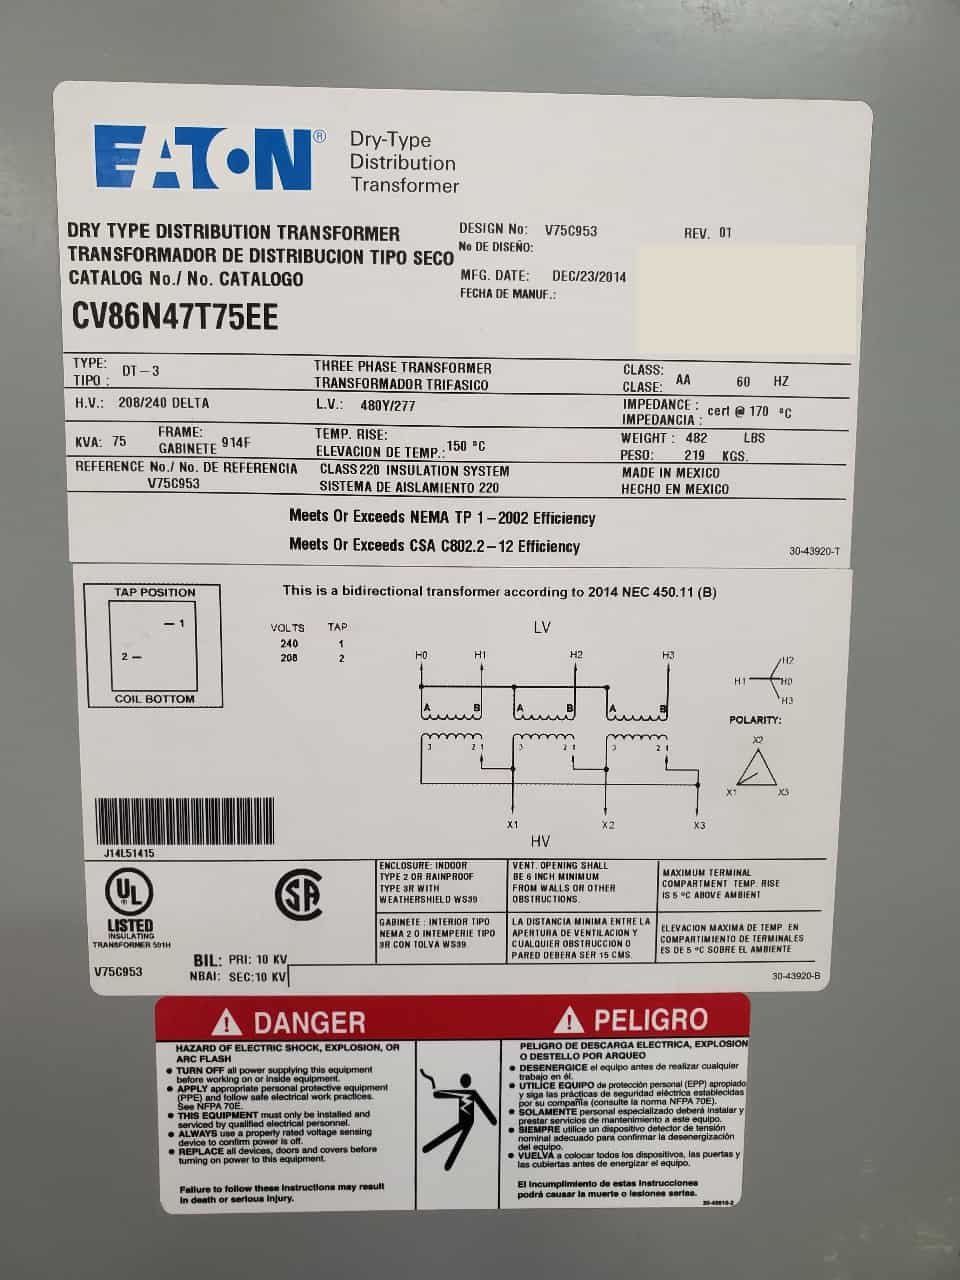 EATON®
Dry-Type
Distribution
Transformer
DRY TYPE DISTRIBUTION TRANSFORMER
TRANSFORMADOR DE DISTRIBUCION TIPO SECO
CATALOG No./ No. CATALOGO
CV86N47T75EE
DESIGN No: V75C953 REV. 01
No DE DISEÑO:
MFG. DATE: DEC/23/2014
FECHA DE MANUF.:
TYPE: DT-3 THREE PHASE TRANSFORMER CLASS: AA 60 HZ
TIPO : TRANSFORMADOR TRIFASICO CLASE:
H.V.: 208/240 DELTA L.V.: 480Y/277 IMPEDANCE : cert @ 170 °C
IMPEDANCIA :
KVA: 75 FRAME: 914F TEMP. RISE: 150 °C WEIGHT : 482 LBS
GABINETE ELEVACION DE TEMP.: PESO: 219 KGS.
REFERENCE No./ No. DE REFERENCIA CLASS220 INSULATION SYSTEM MADE IN MEXICO
V75C953 SISTEMA DE AISLAMIENTO 220 HECHO EN MEXICO
Meets Or Exceeds NEMA TP 1-2002 Efficiency
Meets Or Exceeds CSA C802.2-12 Efficiency
30-43920-T
This is a bidirectional transformer according to 2014 NEC 450.11 (B)
TAP POSITION
- 1
2 -
COIL BOTTOM
VOLTS TAP
240 1
208 2
LV
H0 H1 H2 H3
A B A B A B
3 2 1 3 2 1 3 2 1
X1 X2 X3
HV
H2
H1 H0
H3
POLARITY:
X2
X1 X3
J14L51415
UL
LISTED
INSULATING
TRANSFORMER 591H
V75C953
SA
BIL: PRI: 10 KV
NBAI: SEC:10 KV
ENCLOSURE: INDOOR
TYPE 2 OR RAINPROOF
TYPE 3R WITH
WEATHERSHIELD WS39
VENT. OPENING SHALL
BE 6 INCH MINIMUM
FROM WALLS OR OTHER
OBSTRUCTIONS.
MAXIMUM TERMINAL
COMPARTMENT TEMP. RISE
IS 5 °C ABOVE AMBIENT
GABINETE : INTERIOR TIPO
NEMA 2 O INTEMPERIE TIPO
3R CON TOLVA WS39.
LA DISTANCIA MINIMA ENTRE LA
APERTURA DE VENTILACION Y
CUALQUIER OBSTRUCCION O
PARED DEBERA SER 15 CMS.
ELEVACION MAXIMA DE TEMP. EN
COMPARTIMIENTO DE TERMINALES
ES DE 5 °C SOBRE EL AMBIENTE
30-43920-B
DANGER
HAZARD OF ELECTRIC SHOCK, EXPLOSION, OR
ARC FLASH
● TURN OFF all power supplying this equipment
before working on or inside equipment.
● APPLY appropriate personal protective equipment
(PPE) and follow safe electrical work practices.
See NFPA 70E.
● THIS EQUIPMENT must only be installed and
serviced by qualified electrical personnel.
● ALWAYS use a properly rated voltage sensing
device to confirm power is off.
● REPLACE all devices, doors and covers before
turning on power to this equipment.
Failure to follow these instructions may result
in death or serious injury.
PELIGRO
PELIGRO DE DESCARGA ELECTRICA, EXPLOSION
O DESTELLO POR ARQUEO
● DESENERGICE el equipo antes de realizar cualquier
trabajo en él.
● UTILICE EQUIPO de protección personal (EPP) apropiado
y siga las prácticas de seguridad eléctrica establecidas
por su compañía (consulte la norma NFPA 70E).
● SOLAMENTE personal especializado deberá instalar y
prestar servicios de mantenimiento a este equipo.
● SIEMPRE utilice un dispositivo detector de tensión
nominal adecuado para confirmar la desenergización
del equipo.
● VUELVA a colocar todos los dispositivos, las puertas y
las cubiertas antes de energizar el equipo.
El incumplimiento de estas instrucciones
podrá causar la muerte o lesiones serias.